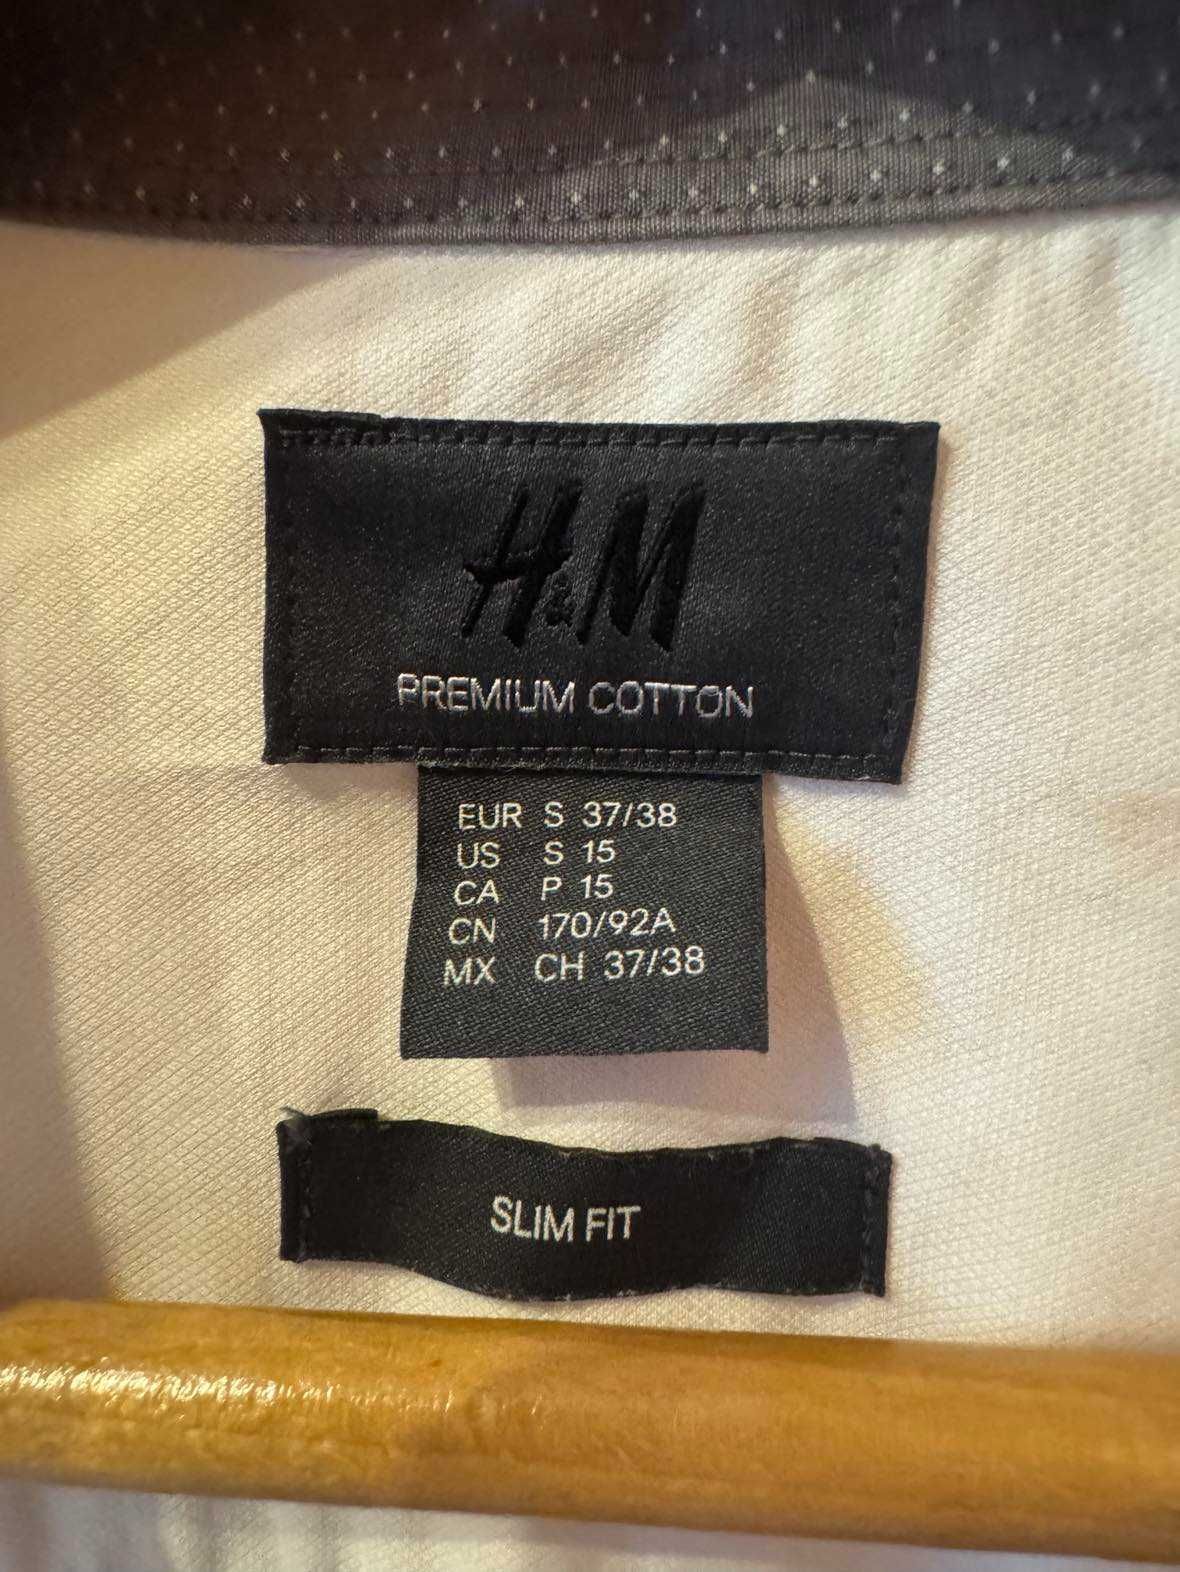 H&M
PREMIUM COTTON
EUR S 37/38
US S 15
CA P 15
CN 170/92A
MX CH 37/38
SLIM FIT